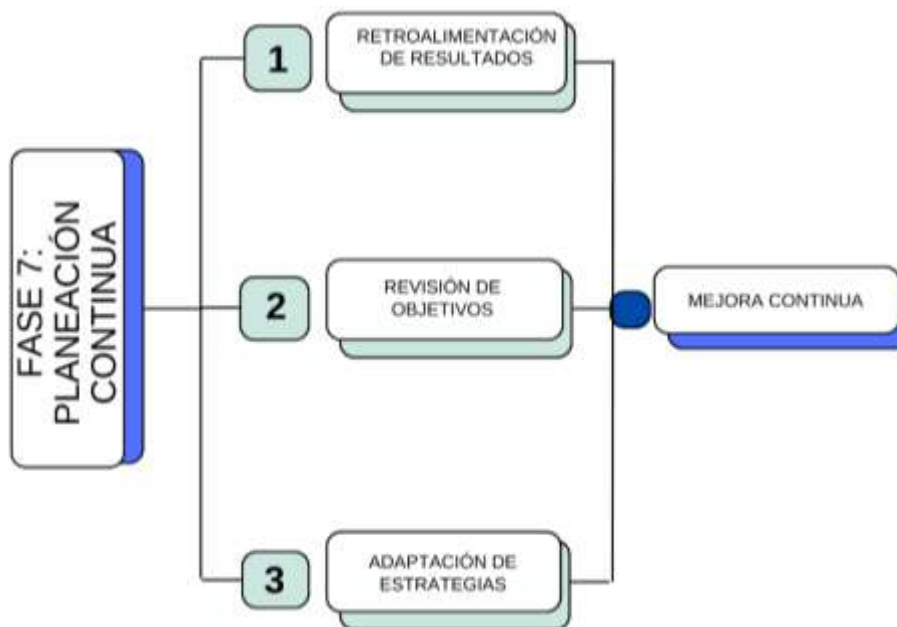 FASE 7:
PLANEACIÓN
CONTINUA
1
RETROALIMENTACIÓN
DE RESULTADOS
2
REVISIÓN DE
OBJETIVOS
3
ADAPTACIÓN DE
ESTRATEGIAS
MEJORA CONTINUA